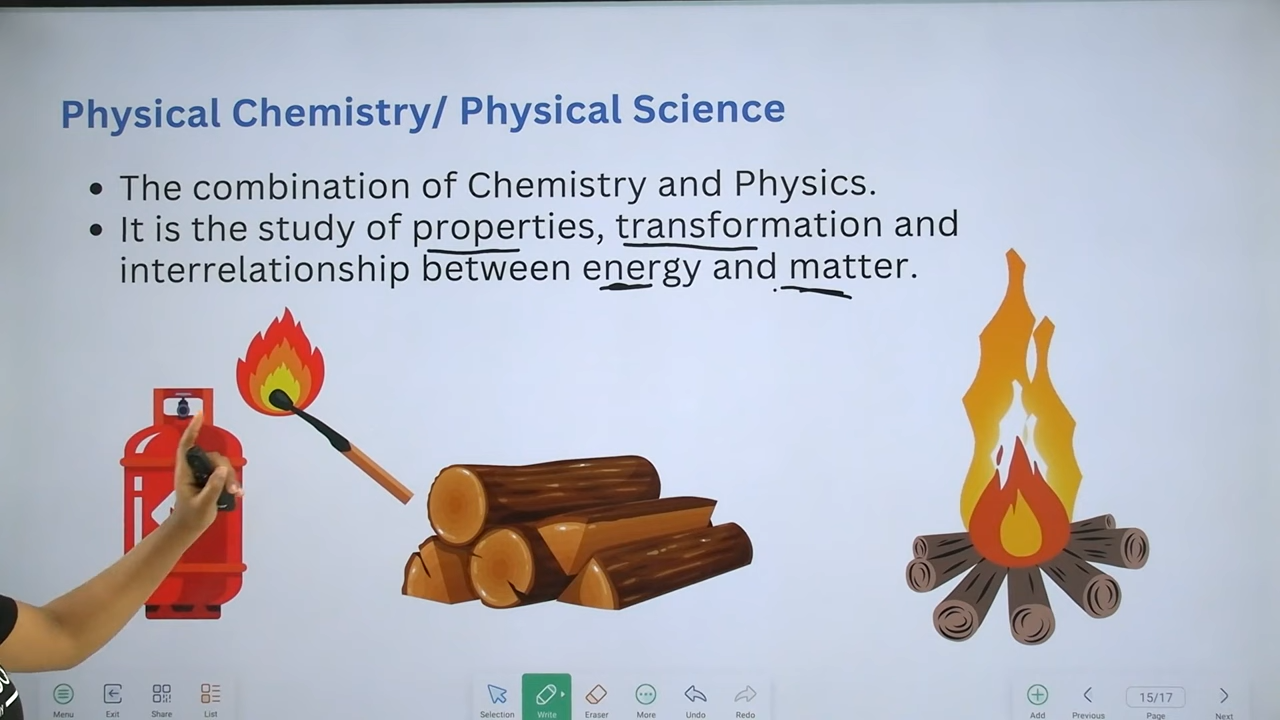 Physical Chemistry/ Physical Science
• The combination of Chemistry and Physics.
• It is the study of properties, transformation and
interrelationship between energy and matter.
Menu
Exit
Share
List
Selection
Write
Eraser
More
Undo
Redo
Add
Previous
15/17
Page
Next